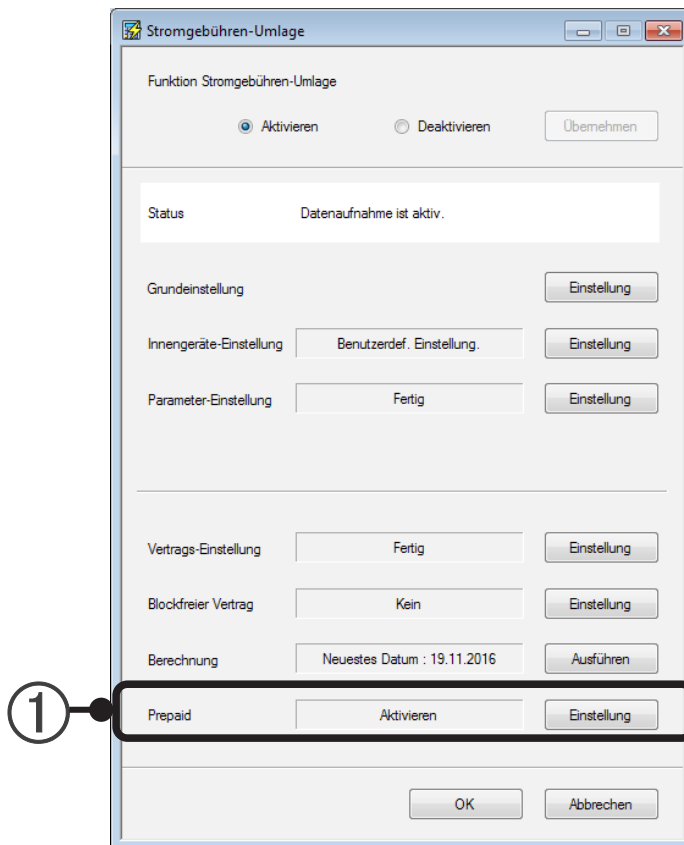 Stromgebühren-Umlage
Funktion Stromgebühren-Umlage
Aktivieren Deaktivieren Übernehmen
Status Datenaufnahme ist aktiv.
Grundeinstellung Einstellung
Innengeräte-Einstellung Benutzerdef. Einstellung. Einstellung
Parameter-Einstellung Fertig Einstellung
Vertrags-Einstellung Fertig Einstellung
Blockfreier Vertrag Kein Einstellung
Berechnung Neuestes Datum : 19.11.2016 Ausführen
① Prepaid Aktivieren Einstellung
OK Abbrechen